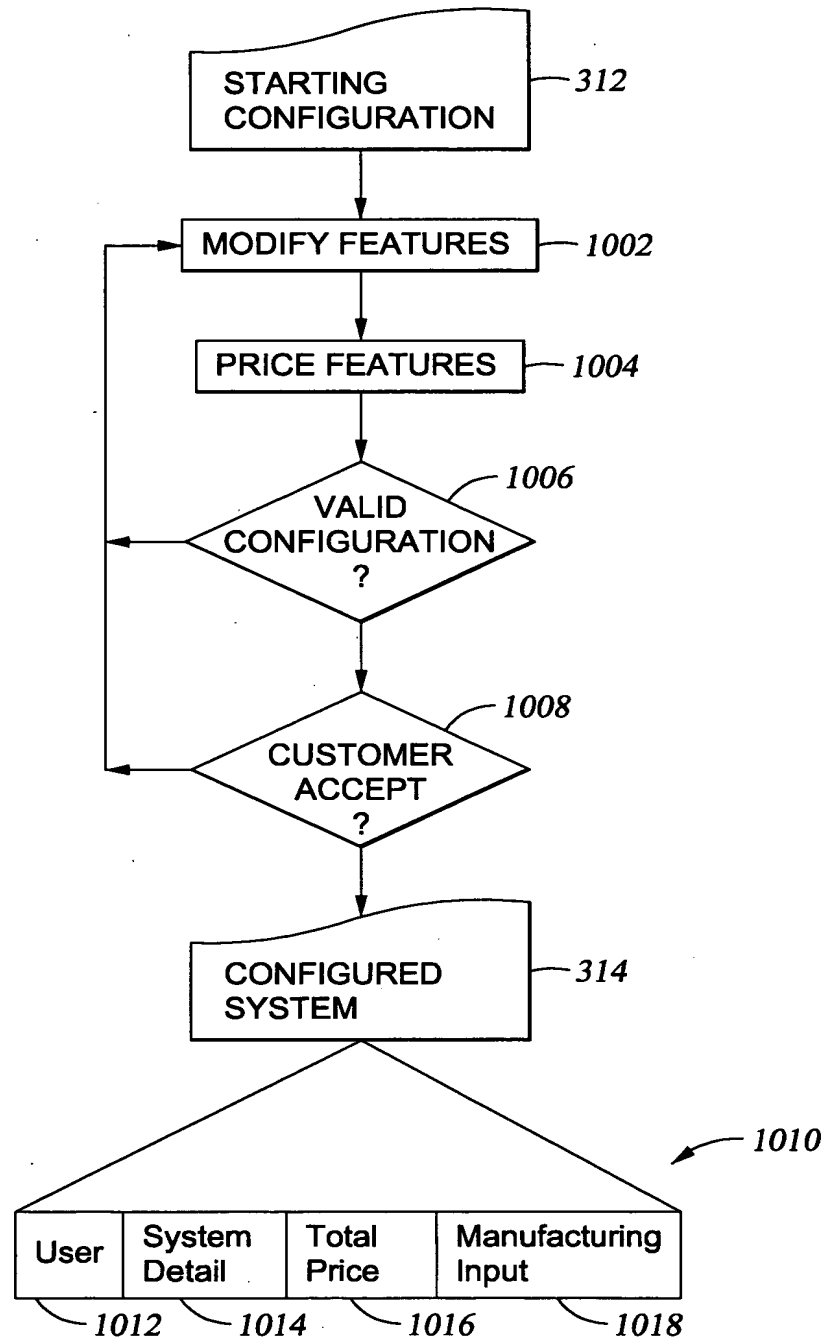 STARTING
CONFIGURATION
312
MODIFY FEATURES
1002
PRICE FEATURES
1004
1006
VALID
CONFIGURATION
?
1008
CUSTOMER
ACCEPT
?
CONFIGURED
SYSTEM
314
1010
User
System
Detail
Total
Price
Manufacturing
Input
1012
1014
1016
1018